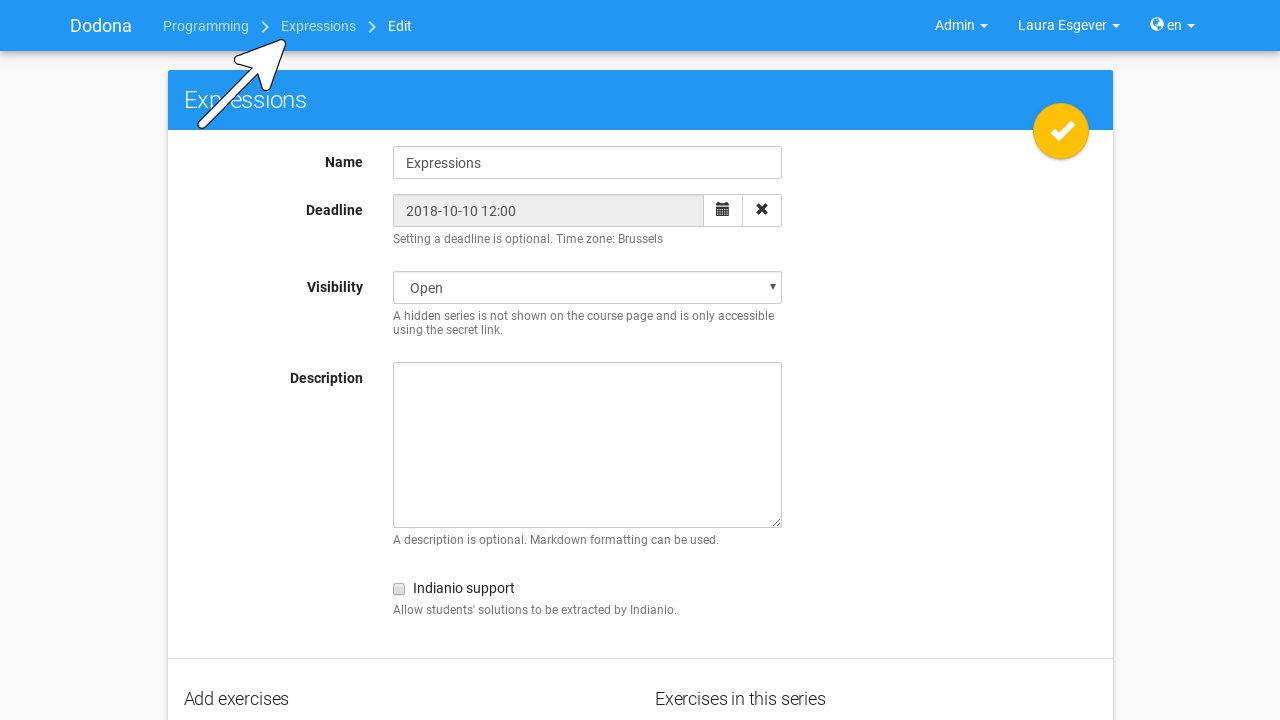 Dodona Programming Expressions Edit Admin Laura Esgever en
Expressions
Name Expressions
Deadline 2018-10-10 12:00
Setting a deadline is optional. Time zone: Brussels
Visibility Open
A hidden series is not shown on the course page and is only accessible
using the secret link.
Description
A description is optional. Markdown formatting can be used.
Indianio support
Allow students' solutions to be extracted by Indianio.
Add exercises Exercises in this series